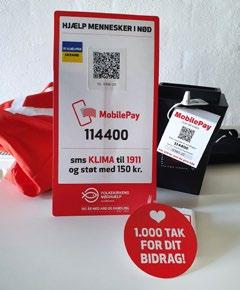 HJÆLP MENNESKER I NØD
MobilePay
114400
sms KLIMA til 1911
og støt med 150 kr.
FOLKEKIRKENS
NØDHJÆLP
MobilePay
1.000 TAK
FOR DIT
BIDRAG!